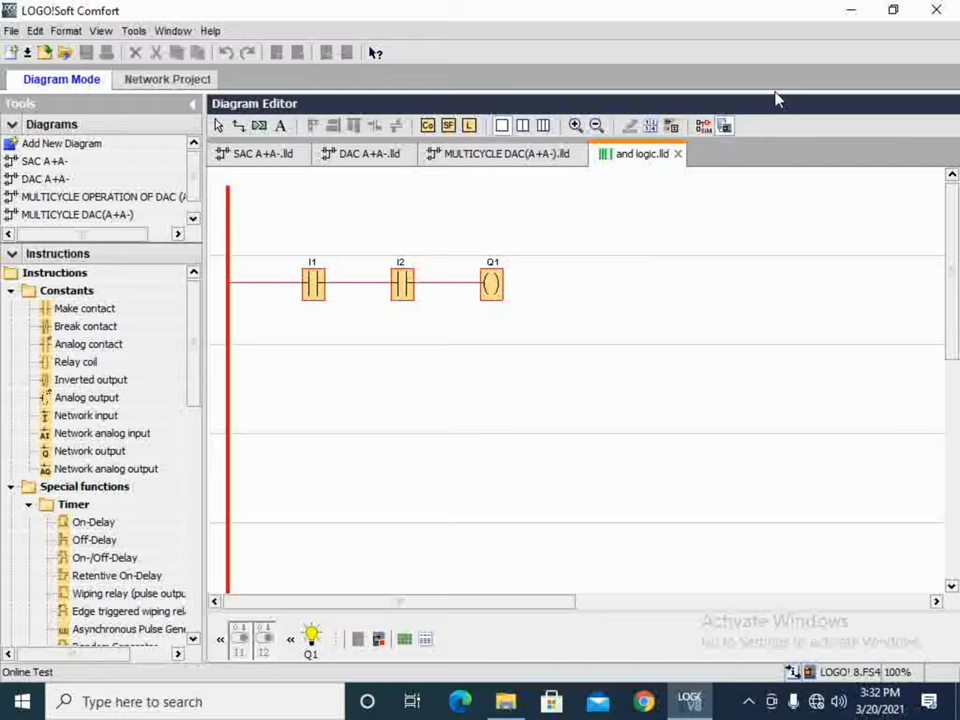 LOGO!Soft Comfort
File Edit Format View Tools Window Help
Diagram Mode Network Project
Tools
Diagram Editor
Diagrams
Co SF L
SIM
Add New Diagram
SAC A+A-.lld DAC A+A-.lld MULTICYCLE DAC(A+A-).lld and logic.lld
SAC A+A-
DAC A+A-
MULTICYCLE OPERATION OF DAC (A
MULTICYCLE DAC(A+A-)
Instructions
Instructions
Constants
Make contact
Break contact
Analog contact
Relay coil
Inverted output
Analog output
Network input
Network analog input
Network output
Network analog output
Special functions
Timer
On-Delay
Off-Delay
On-/Off-Delay
Retentive On-Delay
Wiping relay (pulse outpu
Edge triggered wiping rel
Asynchronous Pulse Gene
I1 I2 Q1
I1 I2 Q1
Activate Windows
Go to Settings to activate Windows.
Online Test
LOGO! 8.FS4 100%
Type here to search
3:32 PM
3/20/2021